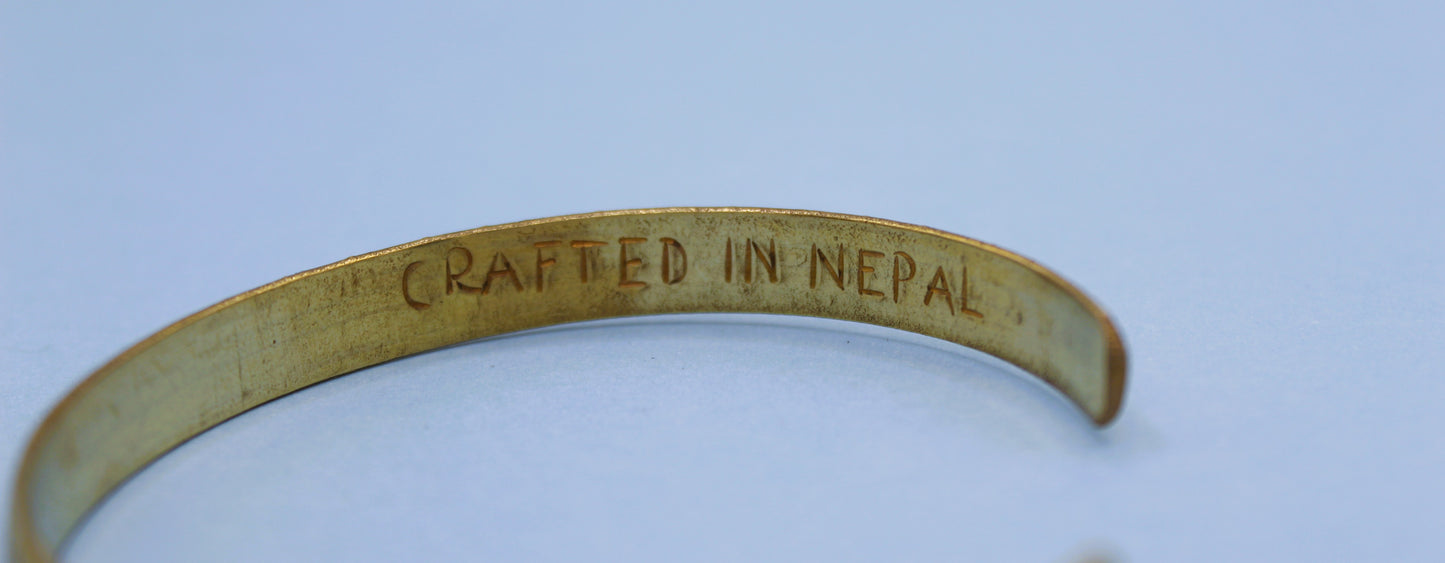 CRAFTED IN NEPAL